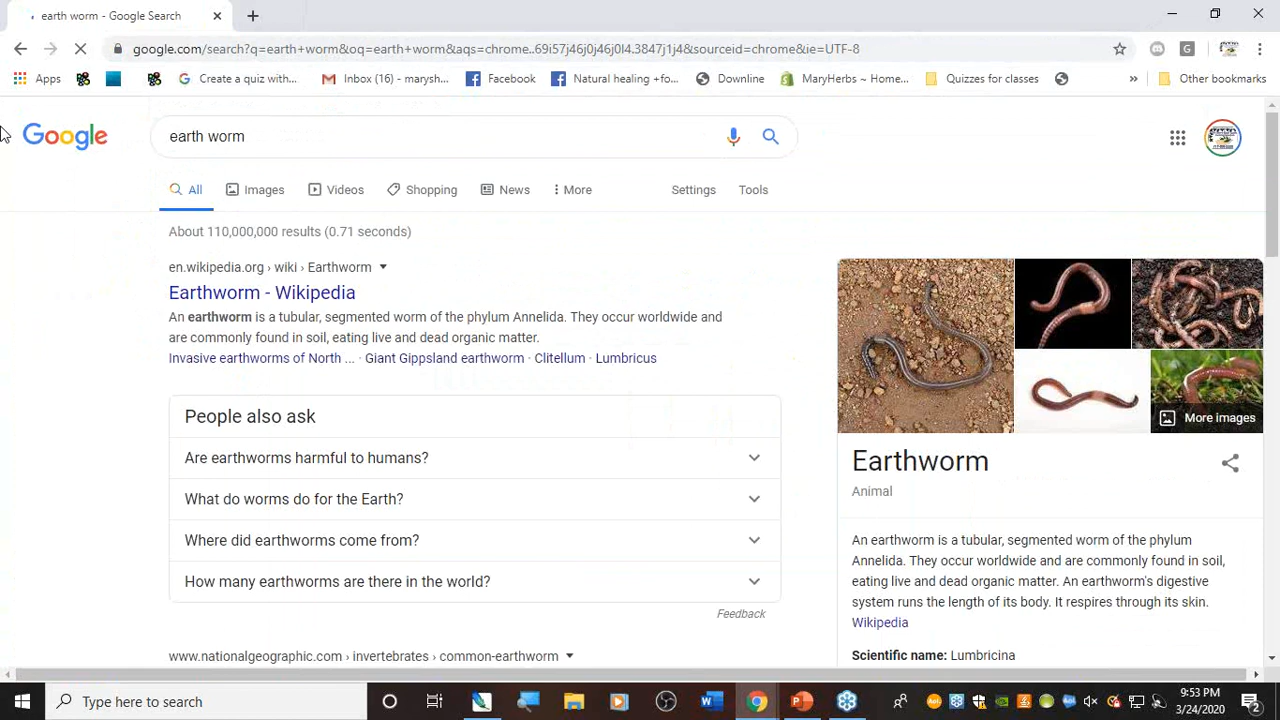 earth worm - Google Search
google.com/search?q=earth+worm&oq=earth+worm&aqs=chrome..69i57j46j0j46j0l4.3847j1j4&sourceid=chrome&ie=UTF-8
G
Apps
Create a quiz with...
Inbox (16) - marysh...
Facebook
Natural healing +fo...
Downline
MaryHerbs ~ Home...
Quizzes for classes
»
Other bookmarks
Google
earth worm
All
Images
Videos
Shopping
News
More
Settings
Tools
About 110,000,000 results (0.71 seconds)
en.wikipedia.org › wiki › Earthworm
Earthworm - Wikipedia
An earthworm is a tubular, segmented worm of the phylum Annelida. They occur worldwide and
are commonly found in soil, eating live and dead organic matter.
Invasive earthworms of North ... · Giant Gippsland earthworm · Clitellum · Lumbricus
People also ask
Are earthworms harmful to humans?
What do worms do for the Earth?
Where did earthworms come from?
How many earthworms are there in the world?
Feedback
www.nationalgeographic.com › invertebrates › common-earthworm
More images
Earthworm
Animal
An earthworm is a tubular, segmented worm of the phylum
Annelida. They occur worldwide and are commonly found in soil,
eating live and dead organic matter. An earthworm's digestive
system runs the length of its body. It respires through its skin.
Wikipedia
Scientific name: Lumbricina
Type here to search
9:53 PM
3/24/2020
2